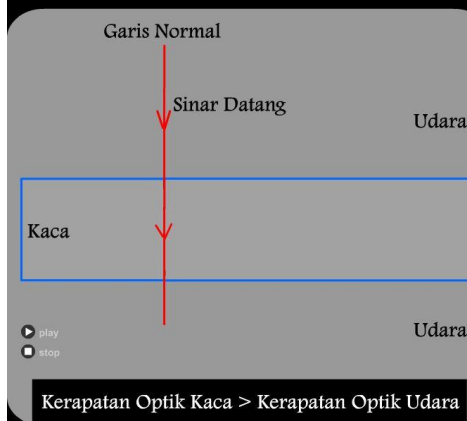 Garis Normal
Sinar Datang
Udara
Kaca
Udara
play
stop
Kerapatan Optik Kaca > Kerapatan Optik Udara